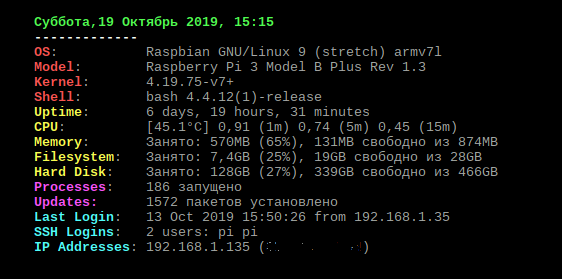 Суббота,19 Октябрь 2019, 15:15
-------------
OS: Raspbian GNU/Linux 9 (stretch) armv7l
Model: Raspberry Pi 3 Model B Plus Rev 1.3
Kernel: 4.19.75-v7+
Shell: bash 4.4.12(1)-release
Uptime: 6 days, 19 hours, 31 minutes
CPU: [45.1°C] 0,91 (1m) 0,74 (5m) 0,45 (15m)
Memory: Занято: 570MB (65%), 131MB свободно из 874MB
Filesystem: Занято: 7,4GB (25%), 19GB свободно из 28GB
Hard Disk: Занято: 128GB (27%), 339GB свободно из 466GB
Processes: 186 запущено
Updates: 1572 пакетов установлено
Last Login: 13 Oct 2019 15:50:26 from 192.168.1.35
SSH Logins: 2 users: pi pi
IP Addresses: 192.168.1.135 ( )